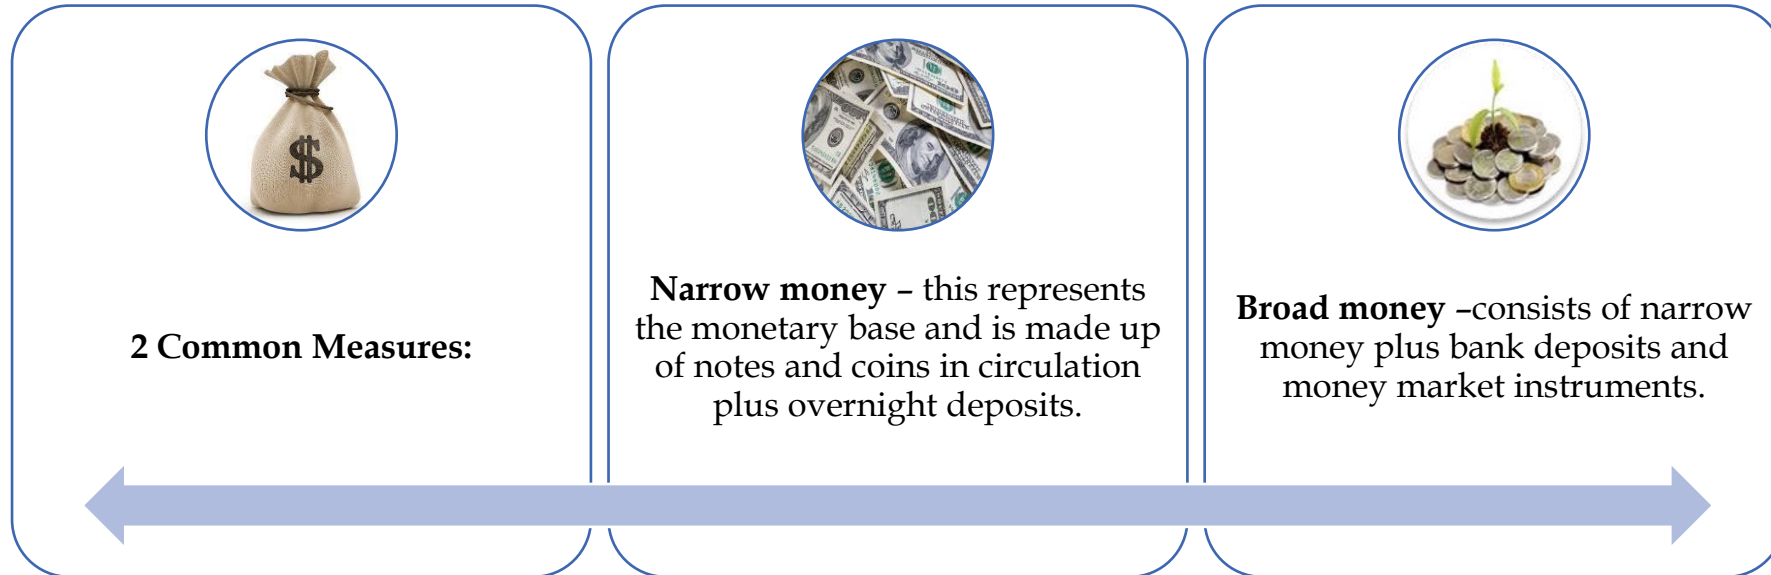 2 Common Measures:
Narrow money – this represents
the monetary base and is made up
of notes and coins in circulation
plus overnight deposits.
Broad money –consists of narrow
money plus bank deposits and
money market instruments.
$